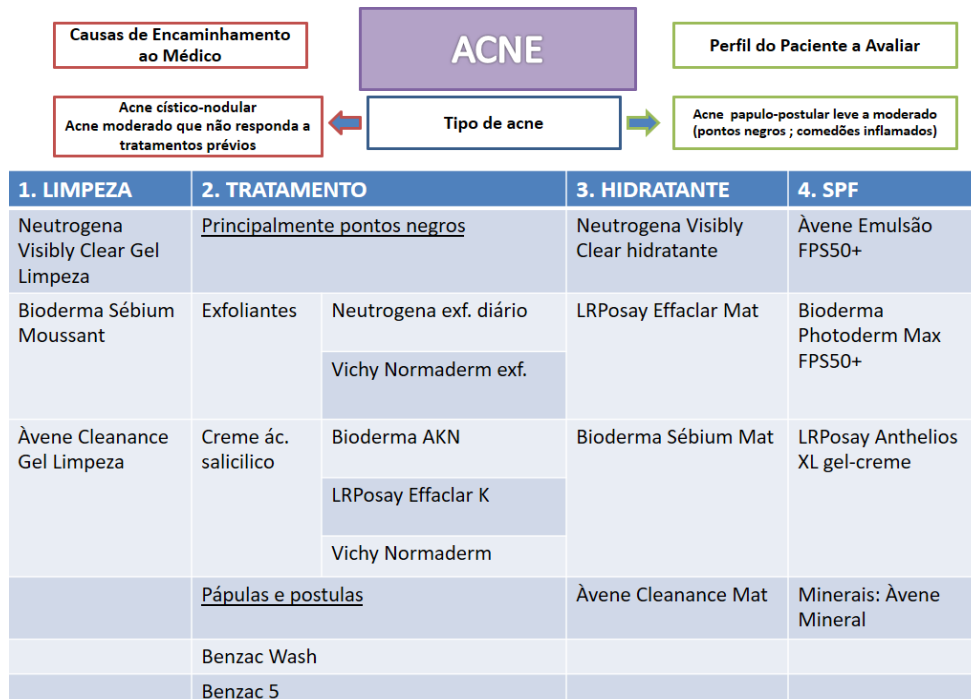 Causas de Encaminhamento
ao Médico
ACNE
Perfil do Paciente a Avaliar
Acne cístico-nodular
Acne moderado que não responda a
tratamentos prévios
Tipo de acne
Acne papulo-postular leve a moderado
(pontos negros ; comedões inflamados)
1. LIMPEZA
2. TRATAMENTO
3. HIDRATANTE
4. SPF
Neutrogena
Visibly Clear Gel
Limpeza
Principalmente pontos negros
Neutrogena Visibly
Clear hidratante
Àvene Emulsão
FPS50+
Bioderma Sébium
Moussant
Exfoliantes
Neutrogena exf. diário
Vichy Normaderm exf.
LRPosay Effaclar Mat
Bioderma
Photoderm Max
FPS50+
Àvene Cleanance
Gel Limpeza
Creme ác.
salicilico
Bioderma AKN
LRPosay Effaclar K
Vichy Normaderm
Bioderma Sébium Mat
LRPosay Anthelios
XL gel-creme
Pápulas e postulas
Àvene Cleanance Mat
Minerais: Àvene
Mineral
Benzac Wash
Benzac 5